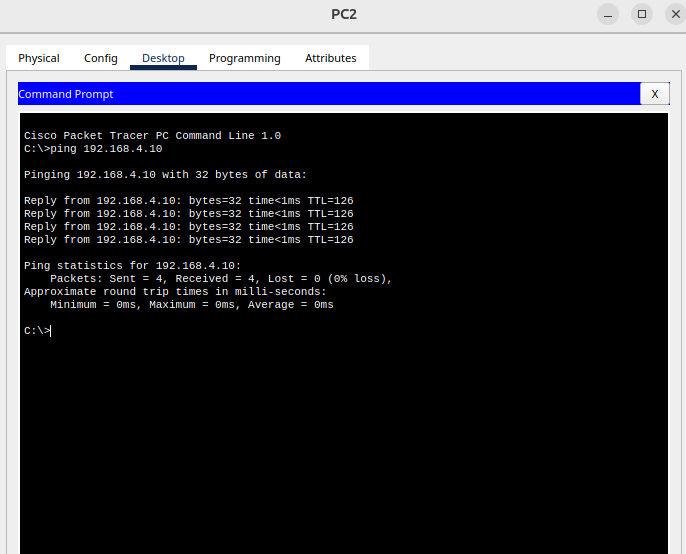 PC2
Physical Config Desktop Programming Attributes
Command Prompt X
Cisco Packet Tracer PC Command Line 1.0
C:\>ping 192.168.4.10
Pinging 192.168.4.10 with 32 bytes of data:
Reply from 192.168.4.10: bytes=32 time<1ms TTL=126
Reply from 192.168.4.10: bytes=32 time<1ms TTL=126
Reply from 192.168.4.10: bytes=32 time<1ms TTL=126
Reply from 192.168.4.10: bytes=32 time<1ms TTL=126
Ping statistics for 192.168.4.10:
Packets: Sent = 4, Received = 4, Lost = 0 (0% loss),
Approximate round trip times in milli-seconds:
Minimum = 0ms, Maximum = 0ms, Average = 0ms
C:\>